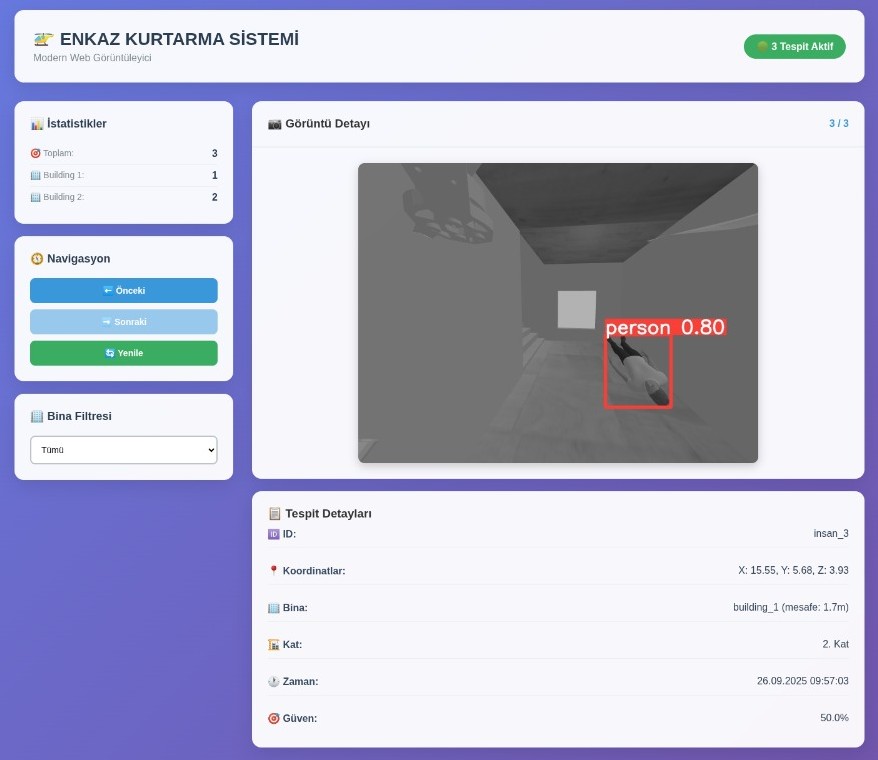 ENKAZ KURTARMA SİSTEMİ
Modern Web Görüntüleyici
3 Tespit Aktif
İstatistikler
Toplam: 3
Building 1: 1
Building 2: 2
Navigasyon
Önceki
Sonraki
Yenile
Bina Filtresi
Tümü
Görüntü Detayı 3 / 3
person 0.80
Tespit Detayları
ID: insan_3
Koordinatlar: X: 15.55, Y: 5.68, Z: 3.93
Bina: building_1 (mesafe: 1.7m)
Kat: 2. Kat
Zaman: 26.09.2025 09:57:03
Güven: 50.0%